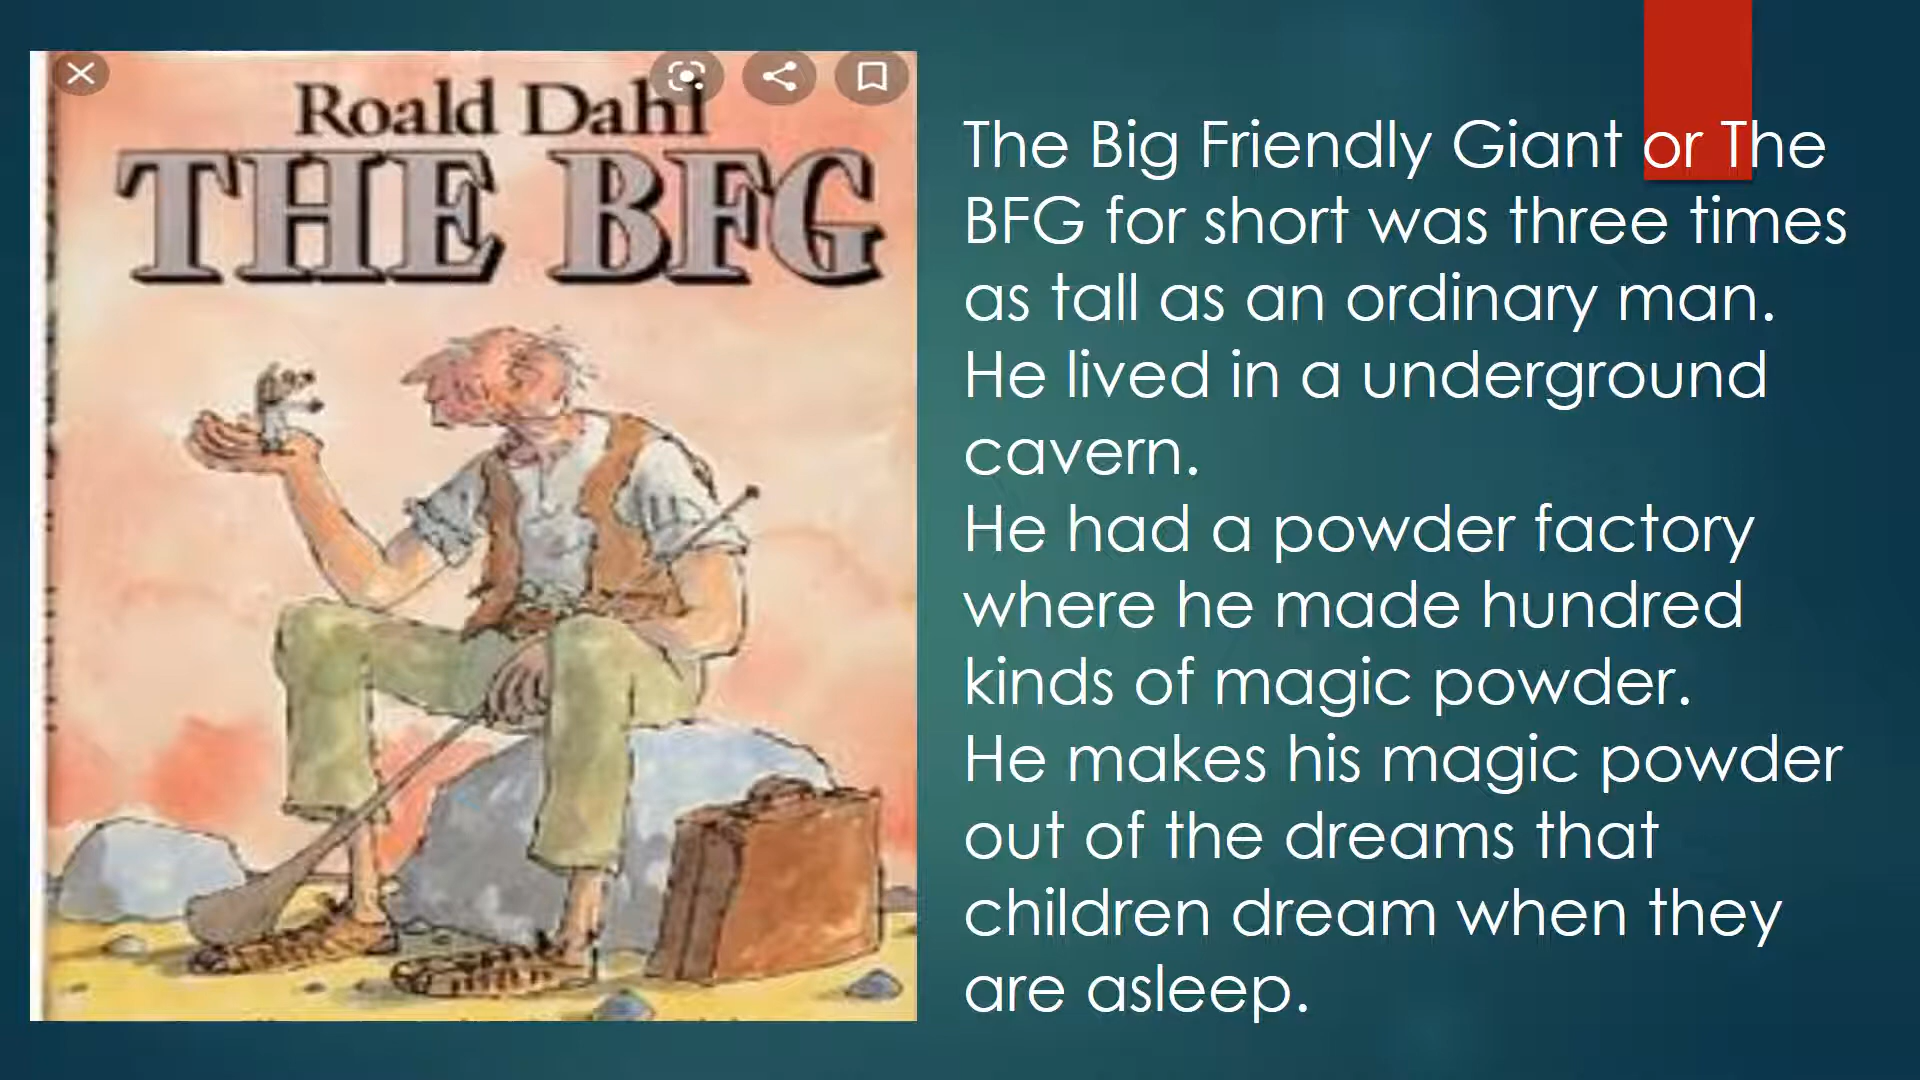 Roald Dahl
THE BFG
The Big Friendly Giant or The
BFG for short was three times
as tall as an ordinary man.
He lived in a underground
cavern.
He had a powder factory
where he made hundred
kinds of magic powder.
He makes his magic powder
out of the dreams that
children dream when they
are asleep.